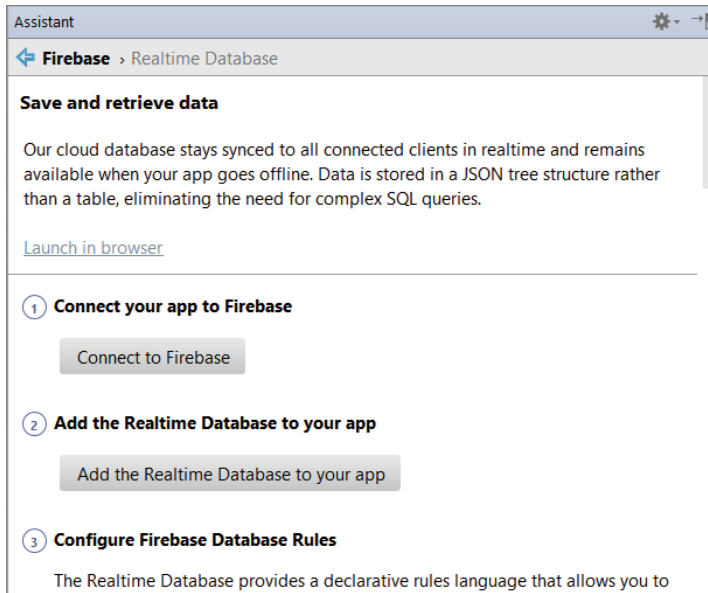 Assistant
Firebase › Realtime Database
Save and retrieve data
Our cloud database stays synced to all connected clients in realtime and remains
available when your app goes offline. Data is stored in a JSON tree structure rather
than a table, eliminating the need for complex SQL queries.
Launch in browser
1 Connect your app to Firebase
Connect to Firebase
2 Add the Realtime Database to your app
Add the Realtime Database to your app
3 Configure Firebase Database Rules
The Realtime Database provides a declarative rules language that allows you to